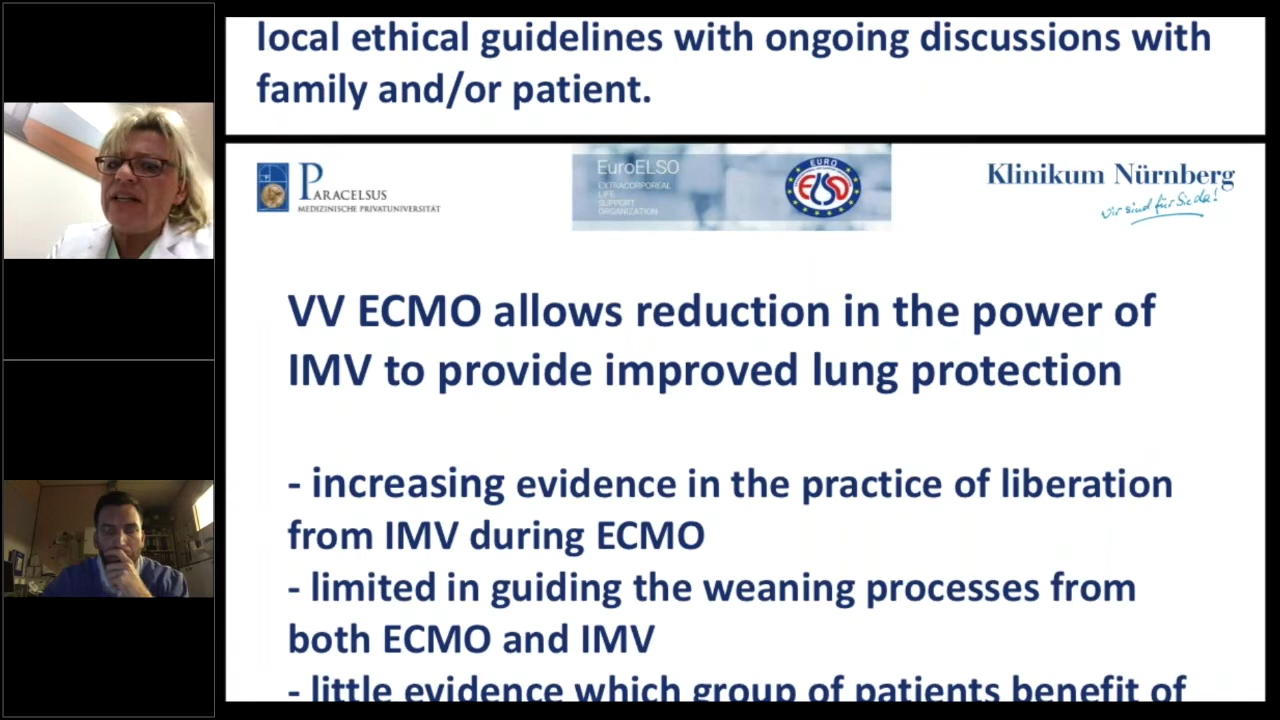 local ethical guidelines with ongoing discussions with
family and/or patient.
PARACELSUS
MEDIZINISCHE PRIVATUNIVERSITÄT
EuroELSO
EXTRACORPOREAL
LIFE
SUPPORT
ORGANIZATION
EURO
ELSO
Klinikum Nürnberg
wir sind für Sie da!
VV ECMO allows reduction in the power of
IMV to provide improved lung protection
- increasing evidence in the practice of liberation
from IMV during ECMO
- limited in guiding the weaning processes from
both ECMO and IMV
- little evidence which group of patients benefit of